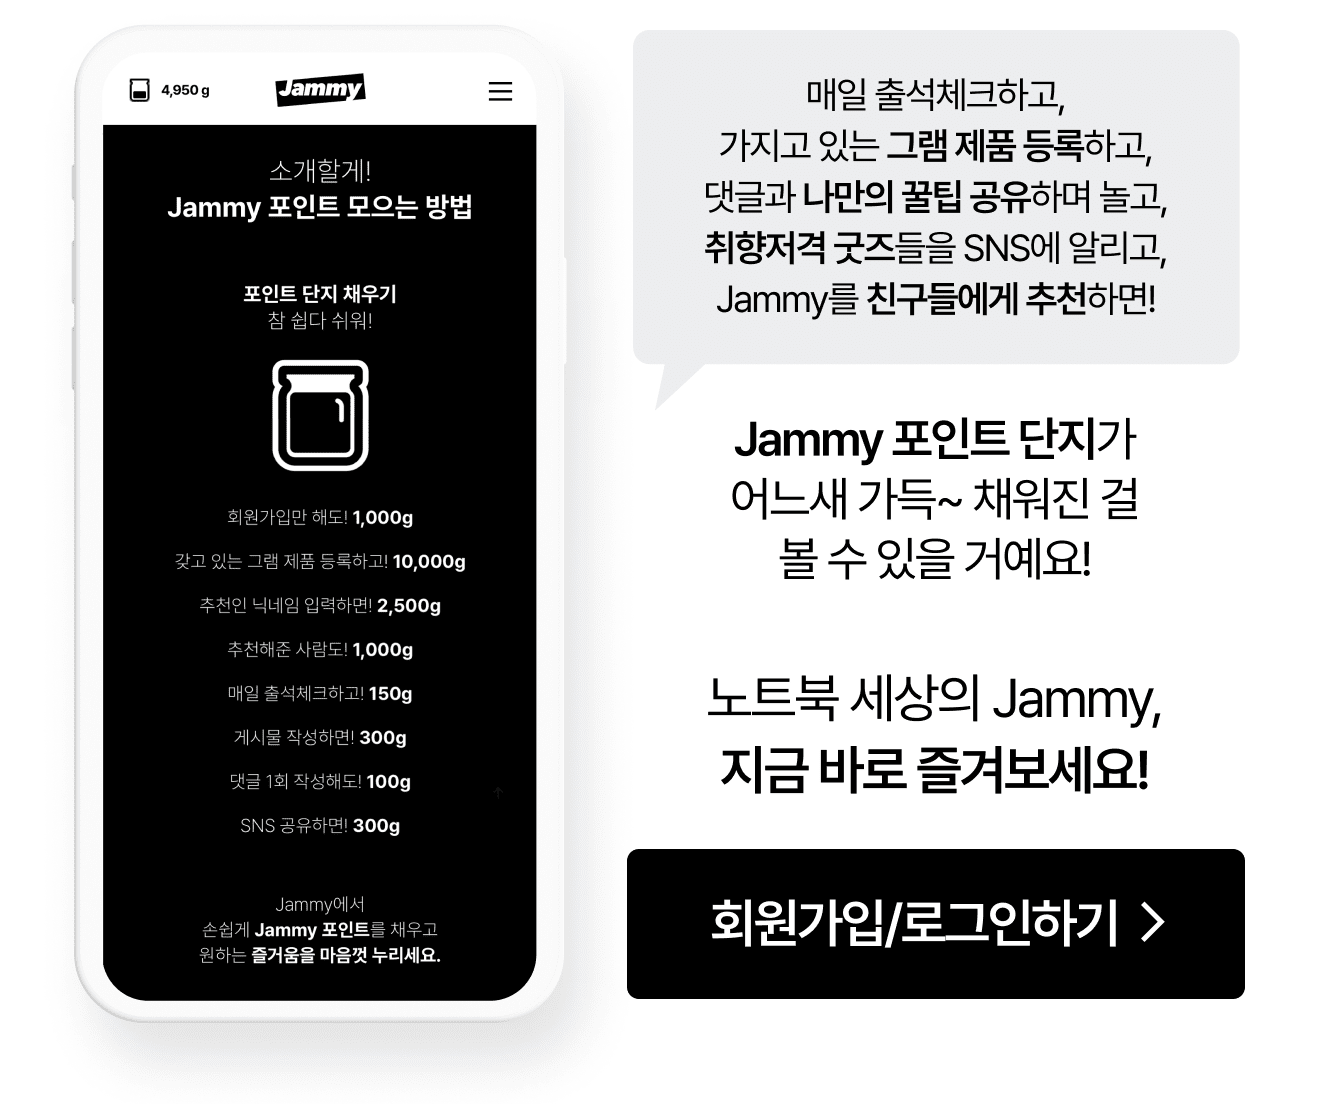 4,950 g
Jammy
소개할게!
Jammy 포인트 모으는 방법
포인트 단지 채우기
참 쉽다 쉬워!
회원가입만 해도! 1,000g
갖고 있는 그램 제품 등록하고! 10,000g
추천인 닉네임 입력하면! 2,500g
추천해준 사람도! 1,000g
매일 출석체크하고! 150g
게시물 작성하면! 300g
댓글 1회 작성해도! 100g
SNS 공유하면! 300g
Jammy에서
손쉽게 Jammy 포인트를 채우고
원하는 즐거움을 마음껏 누리세요.
매일 출석체크하고,
가지고 있는 그램 제품 등록하고,
댓글과 나만의 꿀팁 공유하며 놀고,
취향저격 굿즈들을 SNS에 알리고,
Jammy를 친구들에게 추천하면!
Jammy 포인트 단지가
어느새 가득~ 채워진 걸
볼 수 있을 거예요!
노트북 세상의 Jammy,
지금 바로 즐겨보세요!
회원가입/로그인하기